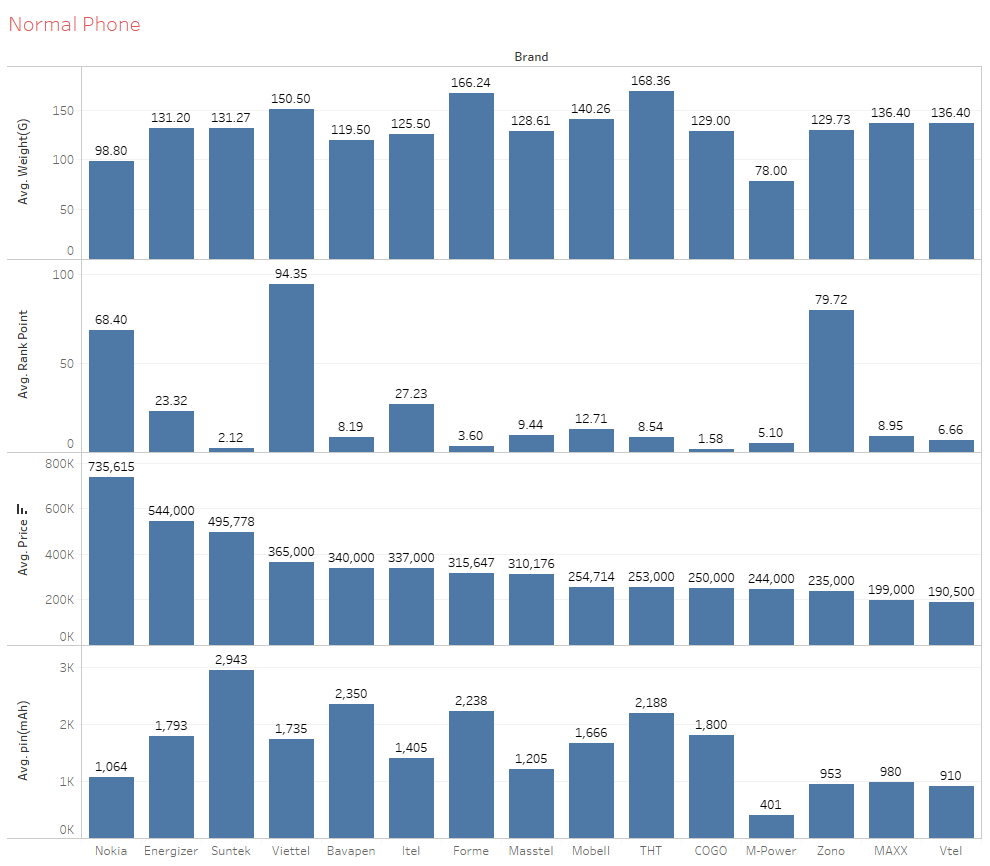 Normal Phone
Brand
Avg. Weight(G)
150
100
50
0
98.80 131.20 131.27 150.50 119.50 125.50 166.24 128.61 140.26 168.36 129.00 78.00 129.73 136.40 136.40
Avg. Rank Point
100
50
0
68.40 23.32 2.12 94.35 8.19 27.23 3.60 9.44 12.71 8.54 1.58 5.10 79.72 8.95 6.66
Avg. Price
800K
600K
400K
200K
0K
735,615 544,000 495,778 365,000 340,000 337,000 315,647 310,176 254,714 253,000 250,000 244,000 235,000 199,000 190,500
Avg. pin(mAh)
3K
2K
1K
0K
1,064 1,793 2,943 1,735 2,350 1,405 2,238 1,205 1,666 2,188 1,800 401 953 980 910
Nokia Energizer Suntek Viettel Bavapen Itel Forme Masstel Mobell THT COGO M-Power Zono MAXX Vtel